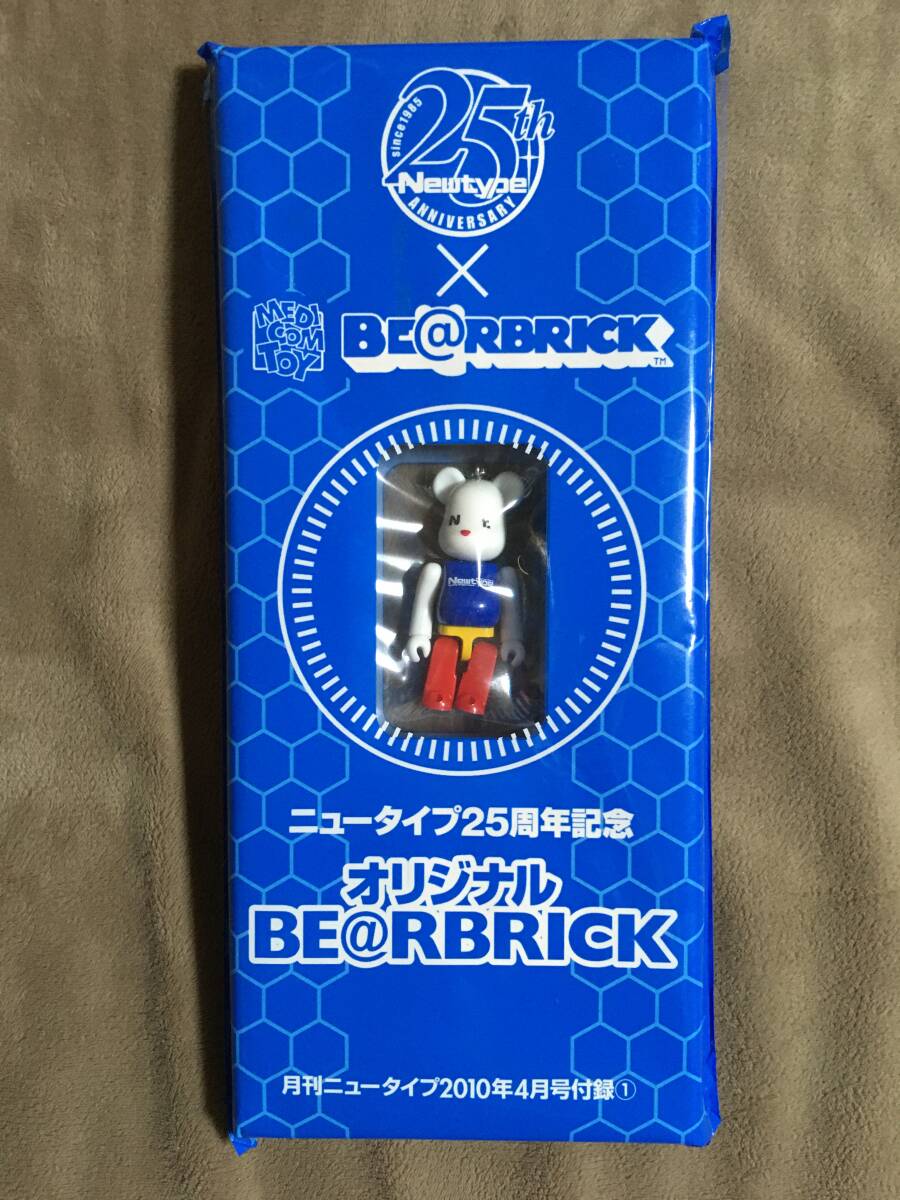 since1985
25th
Newtype
ANNIVERSARY
×
MEDI
COM
TOY
BE@RBRICK
TM
N T.
Newtype
ニュータイプ25周年記念
オリジナル
BE@RBRICK
月刊ニュータイプ2010年4月号付録①